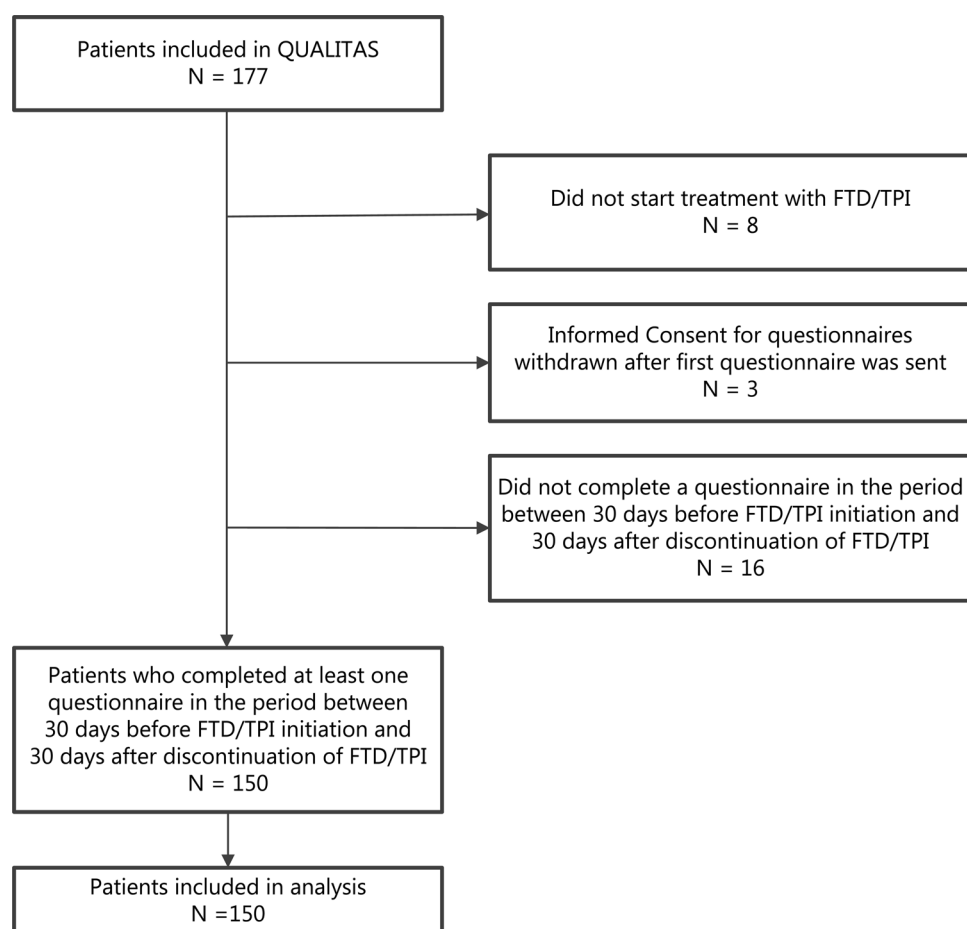 Patients included in QUALITAS
N = 177
Did not start treatment with FTD/TPI
N = 8
Informed Consent for questionnaires
withdrawn after first questionnaire was sent
N = 3
Did not complete a questionnaire in the period
between 30 days before FTD/TPI initiation and
30 days after discontinuation of FTD/TPI
N = 16
Patients who completed at least one
questionnaire in the period between
30 days before FTD/TPI initiation and
30 days after discontinuation of FTD/TPI
N = 150
Patients included in analysis
N =150